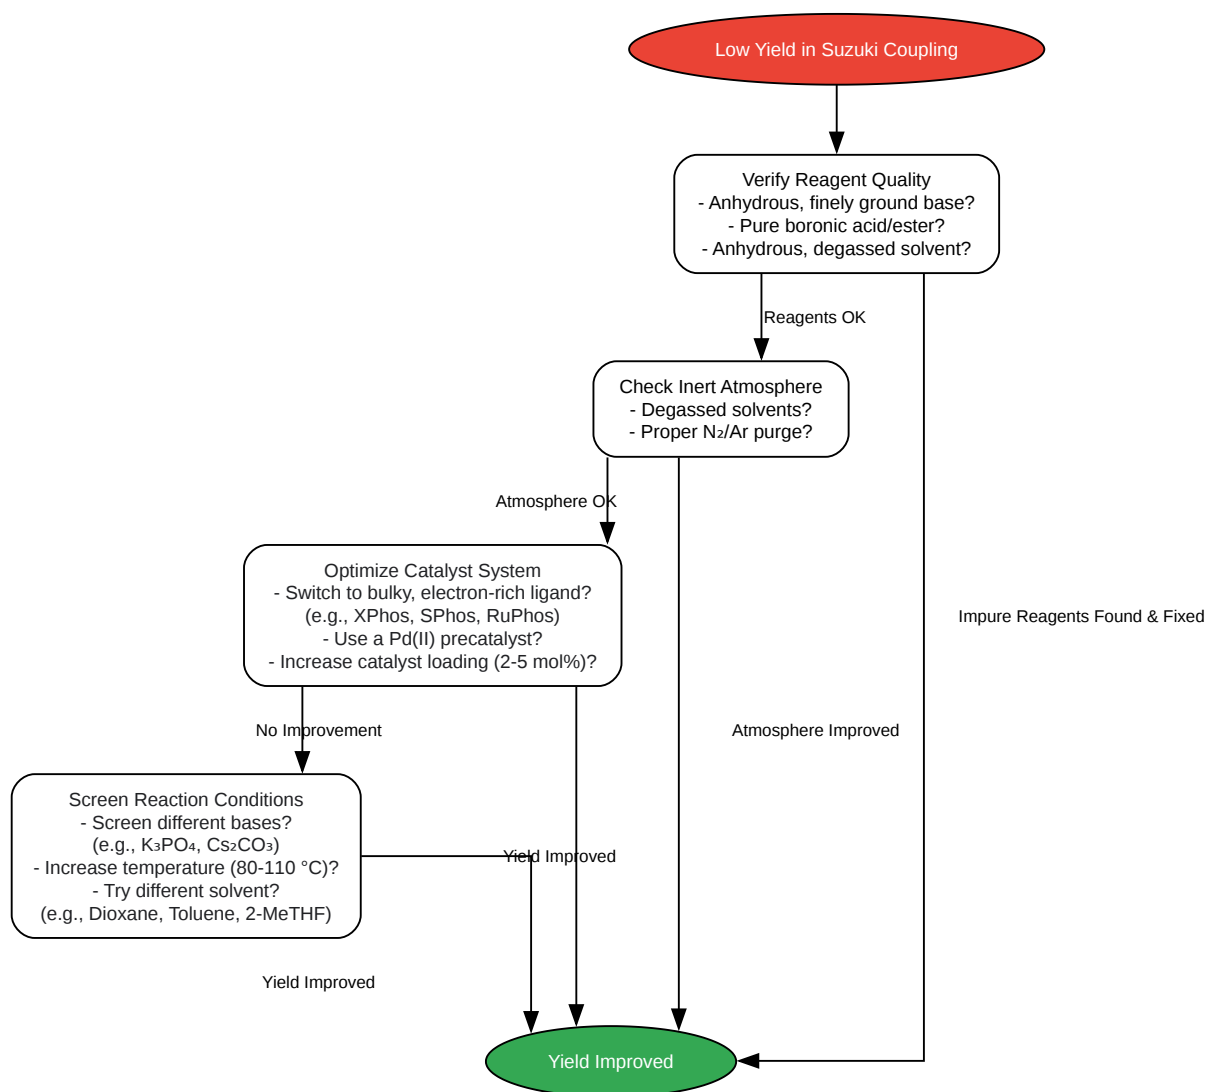 Low Yield in Suzuki Coupling
Verify Reagent Quality
- Anhydrous, finely ground base?
- Pure boronic acid/ester?
- Anhydrous, degassed solvent?
Reagents OK
Check Inert Atmosphere
- Degassed solvents?
- Proper N₂/Ar purge?
Atmosphere OK
Optimize Catalyst System
- Switch to bulky, electron-rich ligand?
(e.g., XPhos, SPhos, RuPhos)
- Use a Pd(II) precatalyst?
- Increase catalyst loading (2-5 mol%)?
Impure Reagents Found & Fixed
No Improvement
Atmosphere Improved
Screen Reaction Conditions
- Screen different bases?
(e.g., K₃PO₄, Cs₂CO₃)
- Increase temperature (80-110 °C)?
- Try different solvent?
(e.g., Dioxane, Toluene, 2-MeTHF)
Yield Improved
Yield Improved
Yield Improved